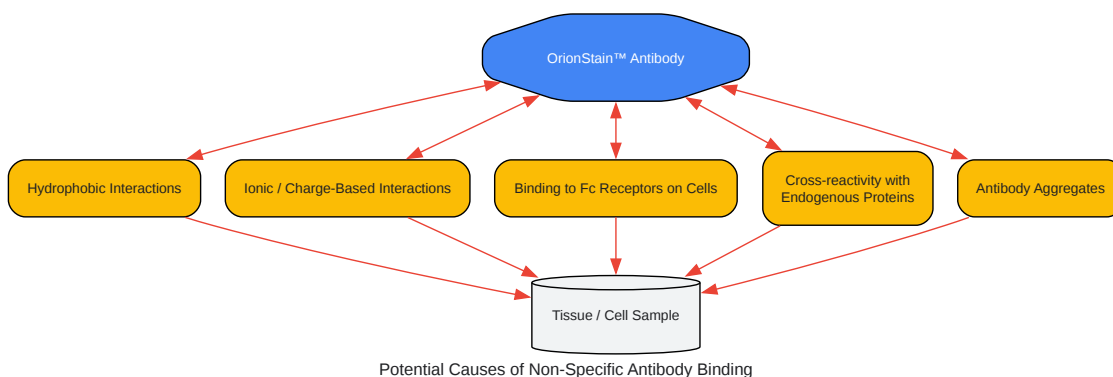 OrionStain™ Antibody
Hydrophobic Interactions
Ionic / Charge-Based Interactions
Binding to Fc Receptors on Cells
Cross-reactivity with
Endogenous Proteins
Antibody Aggregates
Tissue / Cell Sample
Potential Causes of Non-Specific Antibody Binding